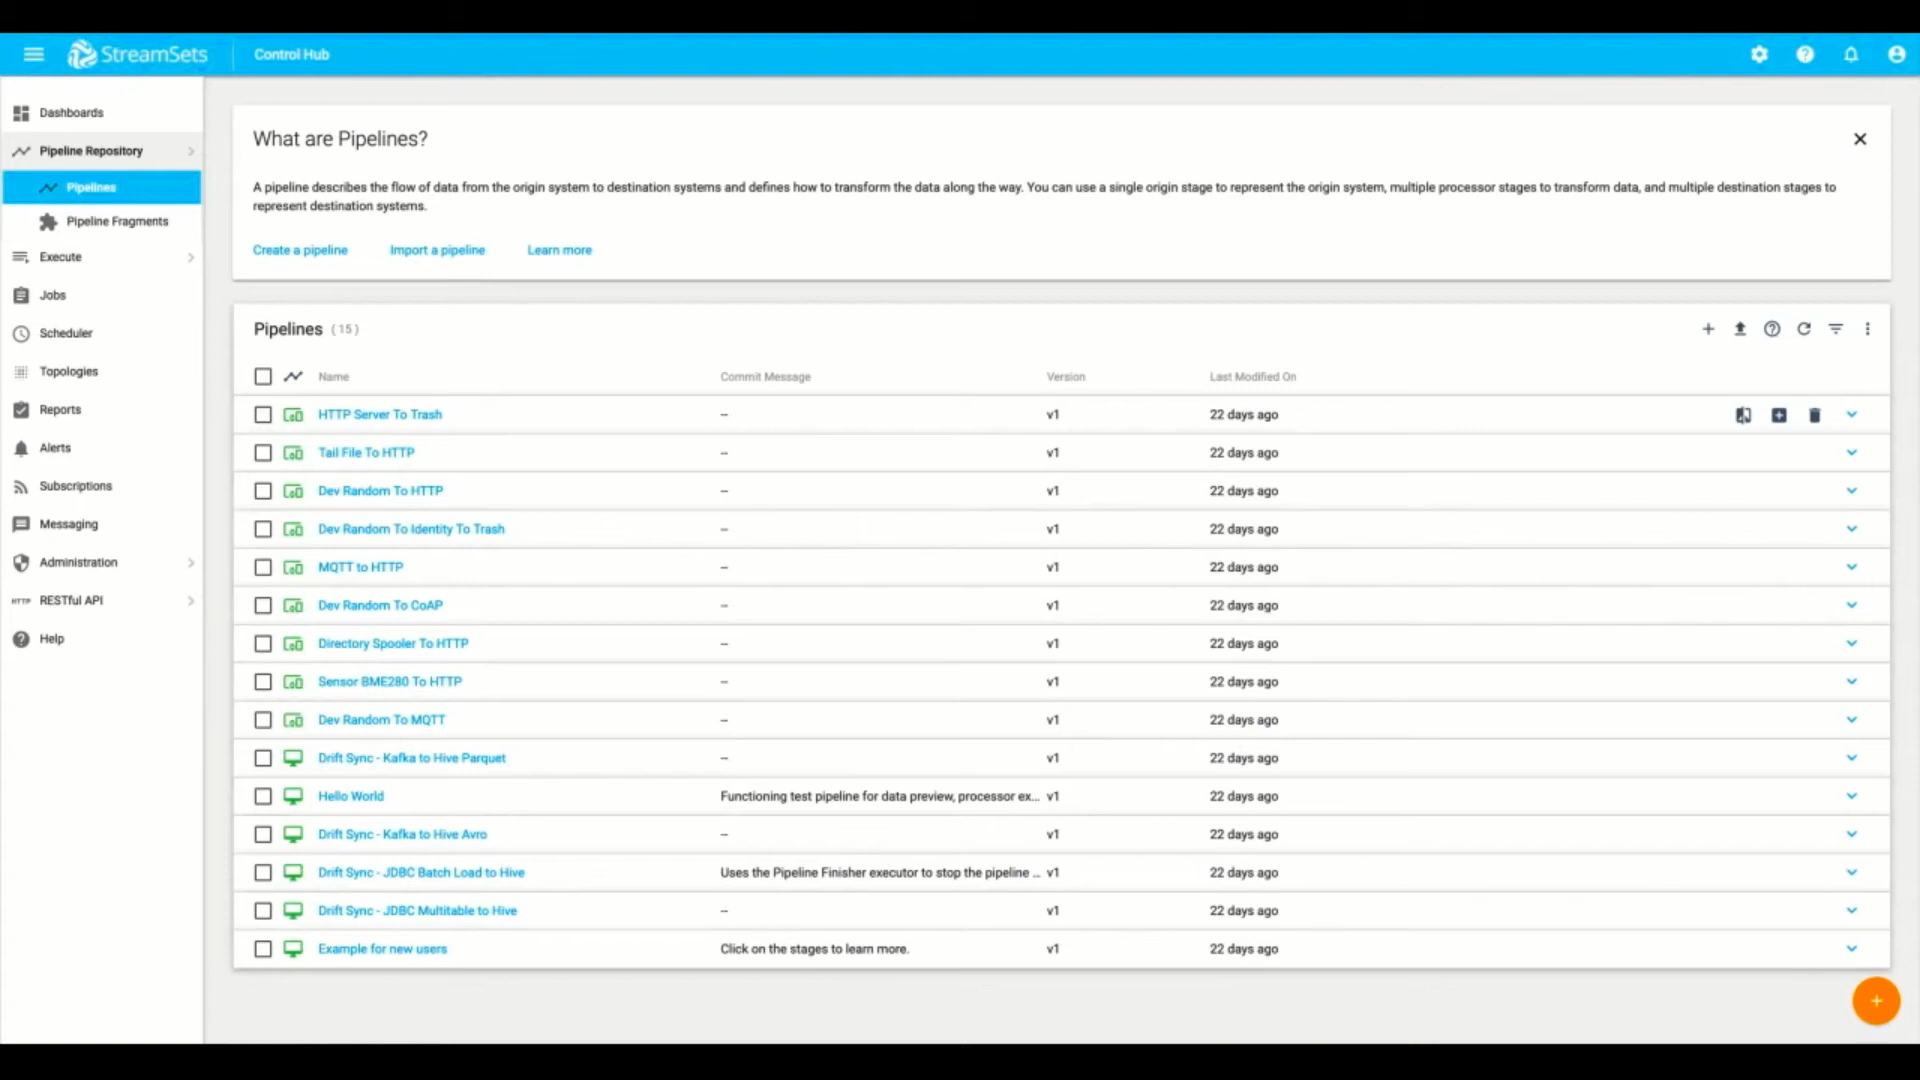 StreamSets
Control Hub
Dashboards
Pipeline Repository
Pipelines
Pipeline Fragments
Execute
Jobs
Scheduler
Topologies
Reports
Alerts
Subscriptions
Messaging
Administration
HTTP RESTful API
Help
What are Pipelines?
A pipeline describes the flow of data from the origin system to destination systems and defines how to transform the data along the way. You can use a single origin stage to represent the origin system, multiple processor stages to transform data, and multiple destination stages to
represent destination systems.
Create a pipeline Import a pipeline Learn more
Pipelines (15)
Name Commit Message Version Last Modified On
HTTP Server To Trash -- v1 22 days ago
Tail File To HTTP -- v1 22 days ago
Dev Random To HTTP -- v1 22 days ago
Dev Random To Identity To Trash -- v1 22 days ago
MQTT to HTTP -- v1 22 days ago
Dev Random To CoAP -- v1 22 days ago
Directory Spooler To HTTP -- v1 22 days ago
Sensor BME280 To HTTP -- v1 22 days ago
Dev Random To MQTT -- v1 22 days ago
Drift Sync - Kafka to Hive Parquet -- v1 22 days ago
Hello World Functioning test pipeline for data preview, processor ex... v1 22 days ago
Drift Sync - Kafka to Hive Avro -- v1 22 days ago
Drift Sync - JDBC Batch Load to Hive Uses the Pipeline Finisher executor to stop the pipeline ... v1 22 days ago
Drift Sync - JDBC Multitable to Hive -- v1 22 days ago
Example for new users Click on the stages to learn more. v1 22 days ago